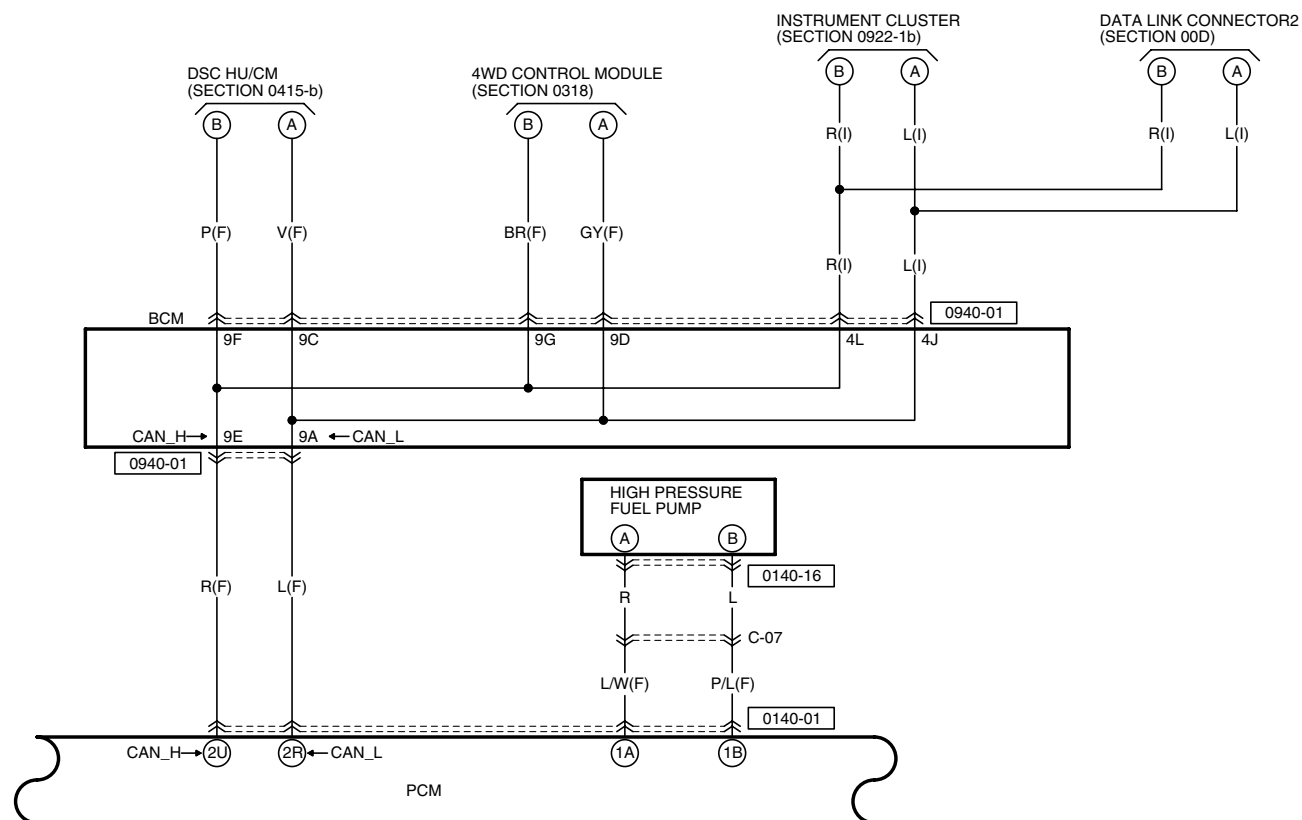 INSTRUMENT CLUSTER
(SECTION 0922-1b)
DATA LINK CONNECTOR2
(SECTION 00D)
DSC HU/CM
(SECTION 0415-b)
4WD CONTROL MODULE
(SECTION 0318)
B A B A
B A B A
R(I) L(I) R(I) L(I)
P(F) V(F) BR(F) GY(F)
R(I) L(I)
BCM 0940-01
9F 9C 9G 9D 4L 4J
CAN_H 9E 9A CAN_L
0940-01
HIGH PRESSURE
FUEL PUMP
A B
0140-16
R(F) L(F) R L
C-07
L/W(F) P/L(F)
0140-01
CAN_H 2U 2R CAN_L 1A 1B
PCM